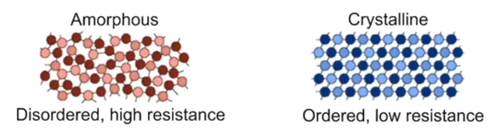 Amorphous
Crystalline
Disordered, high resistance
Ordered, low resistance